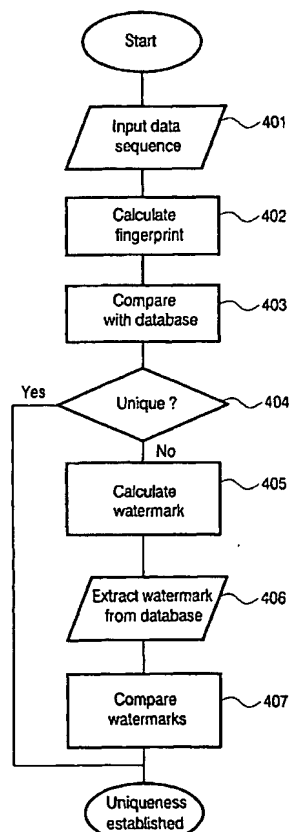 Start
Input data
sequence
401
Calculate
fingerprint
402
Compare
with database
403
Yes
Unique ?
404
No
Calculate
watermark
405
Extract watermark
from database
406
Compare
watermarks
407
Uniqueness
established